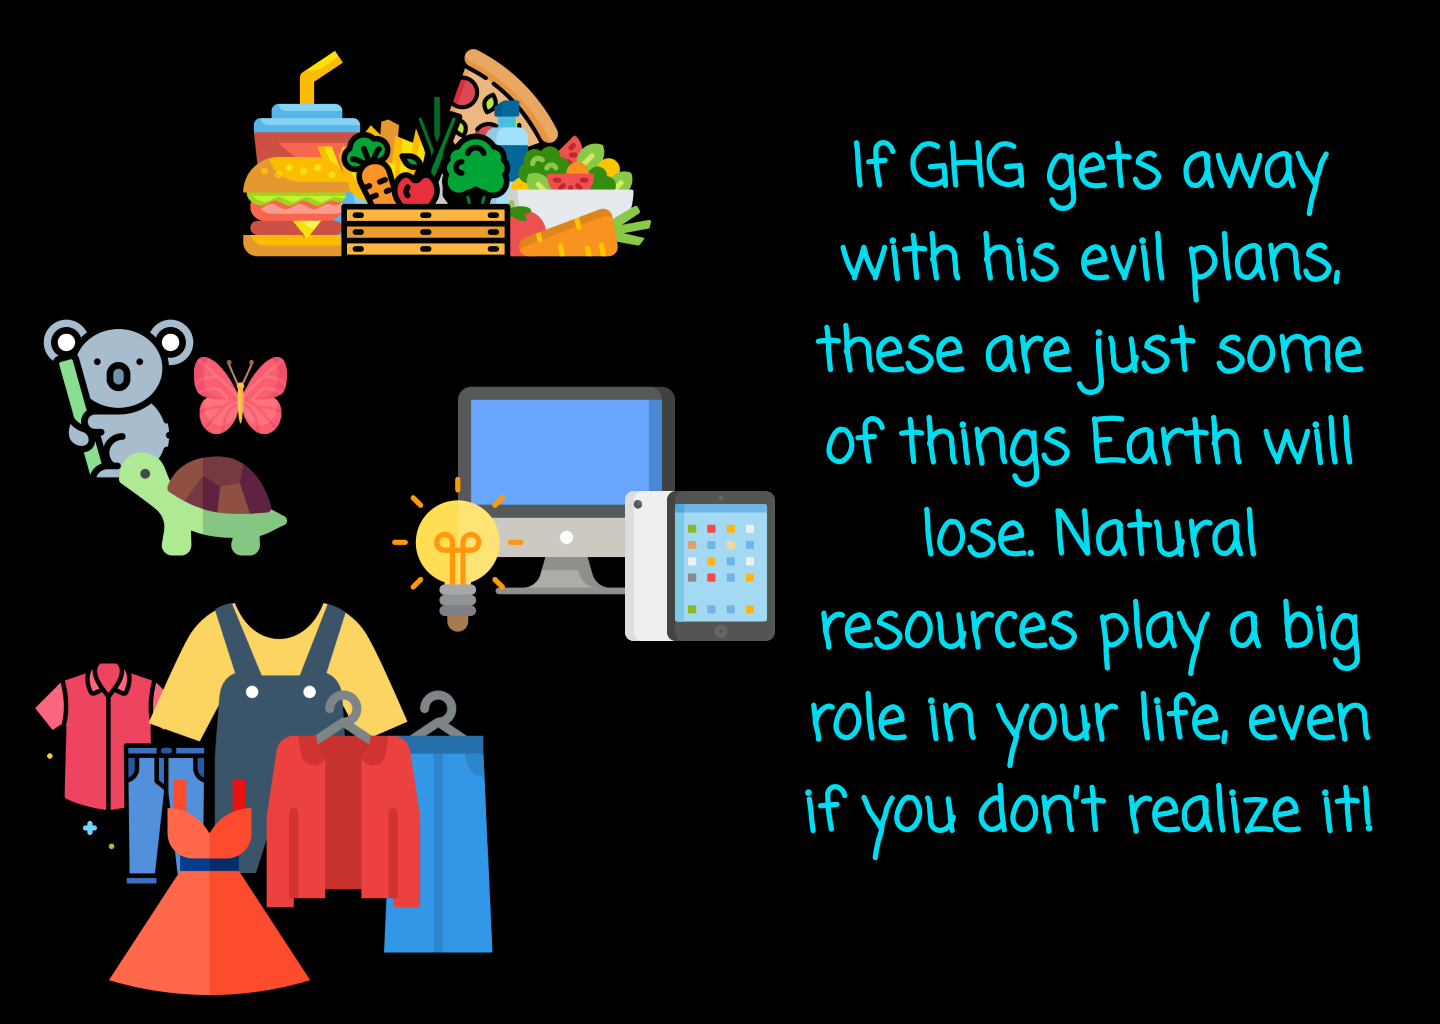 If GHG gets away
with his evil plans,
these are just some
of things Earth will
lose. Natural
resources play a big
role in your life, even
if you don't realize it!